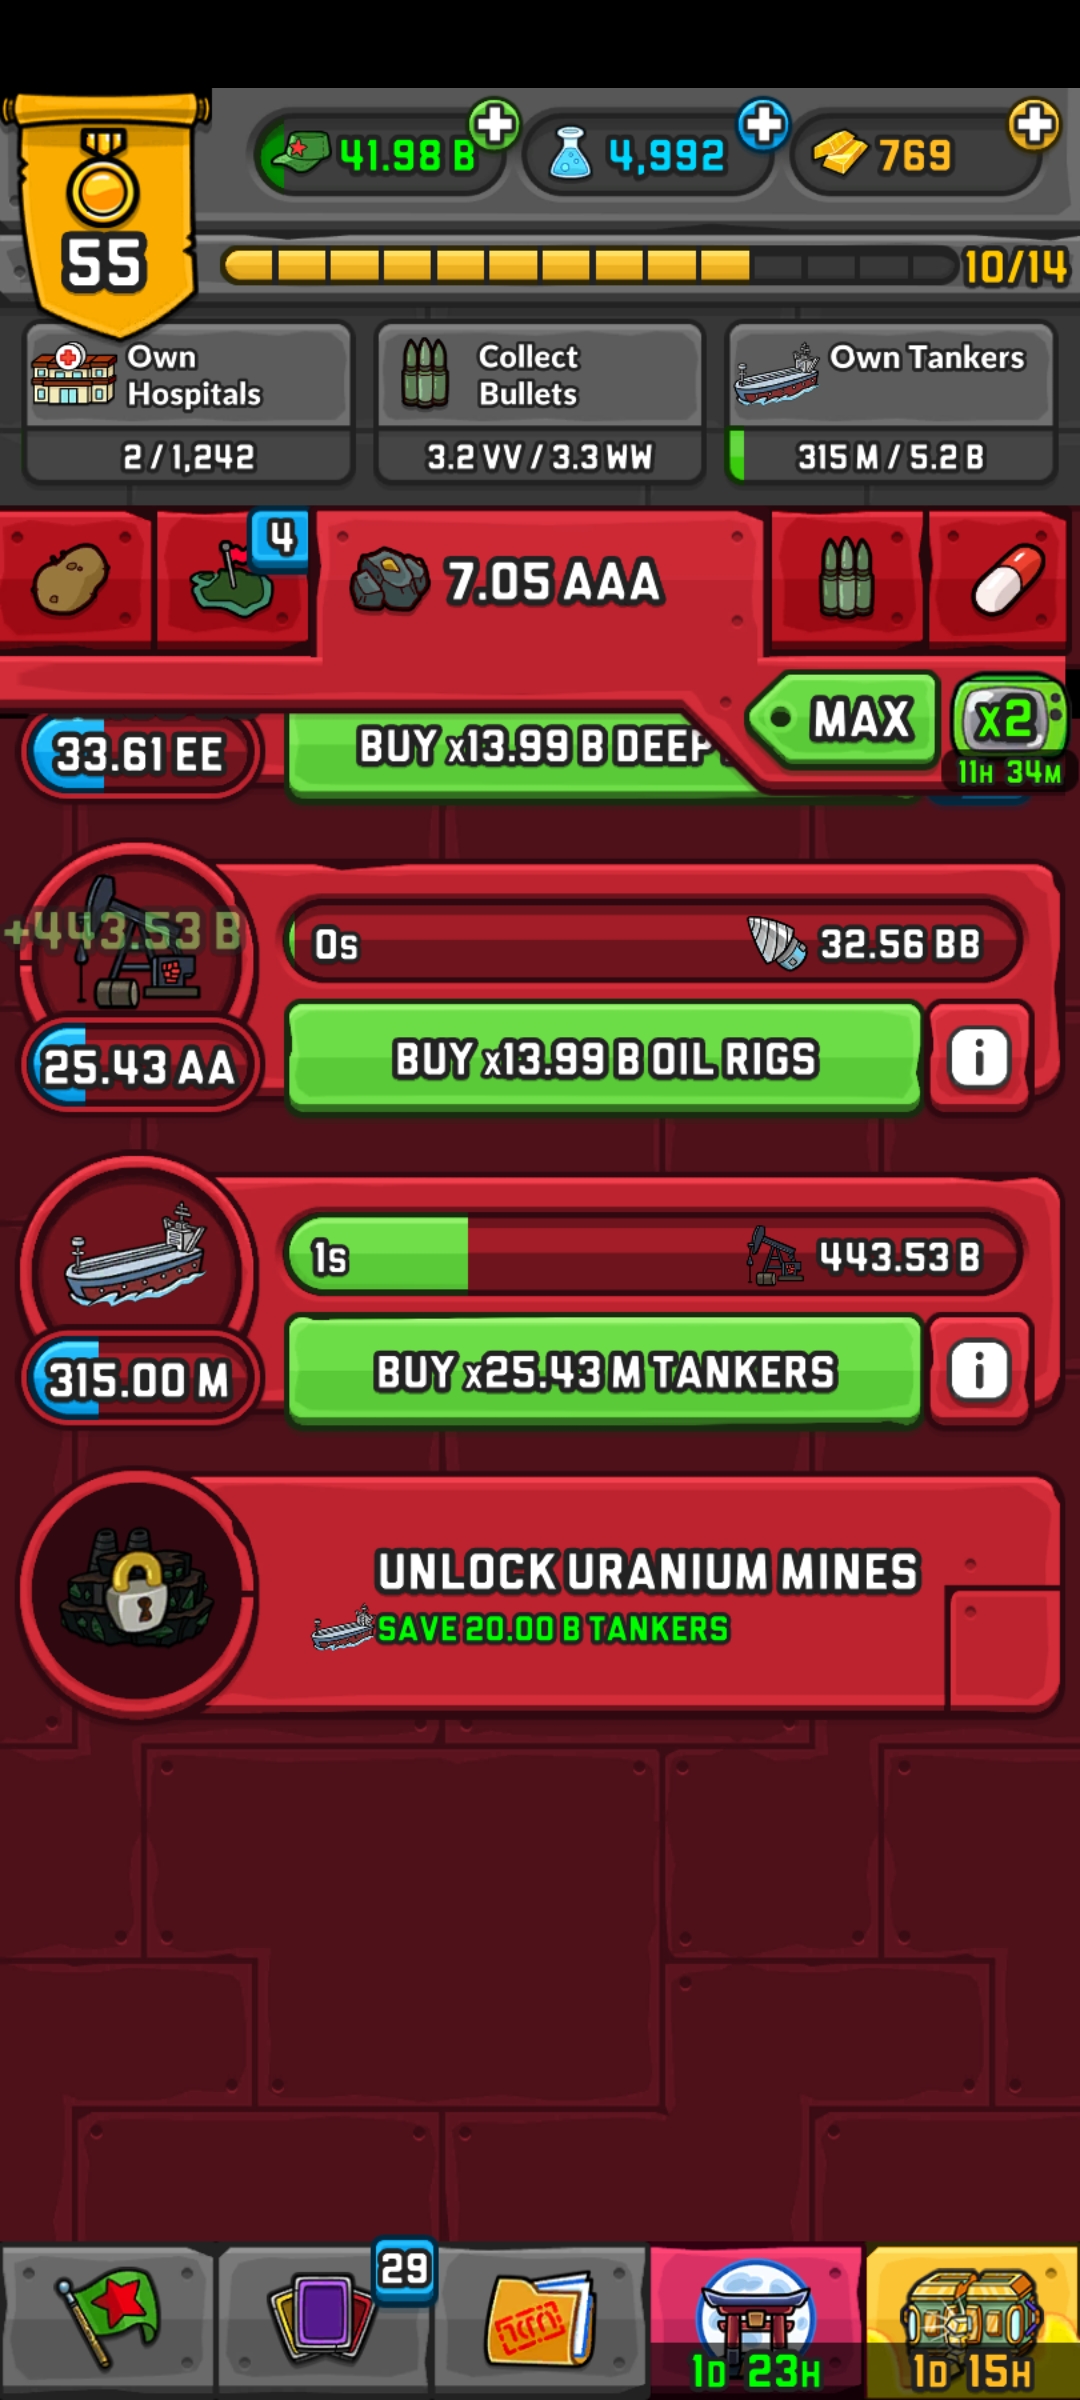 55
41.98 B
4,992
769
10/14
Own Hospitals
2 / 1,242
Collect Bullets
3.2 VV / 3.3 WW
Own Tankers
315 M / 5.2 B
4
7.05 AAA
MAX
x2
11H 34M
33.61 EE
BUY x13.99 B DEEP
+443.53 B
0s
32.56 BB
25.43 AA
BUY x13.99 B OIL RIGS
i
1s
443.53 B
315.00 M
BUY x25.43 M TANKERS
i
UNLOCK URANIUM MINES
SAVE 20.00 B TANKERS
29
1D 23H
1D 15H